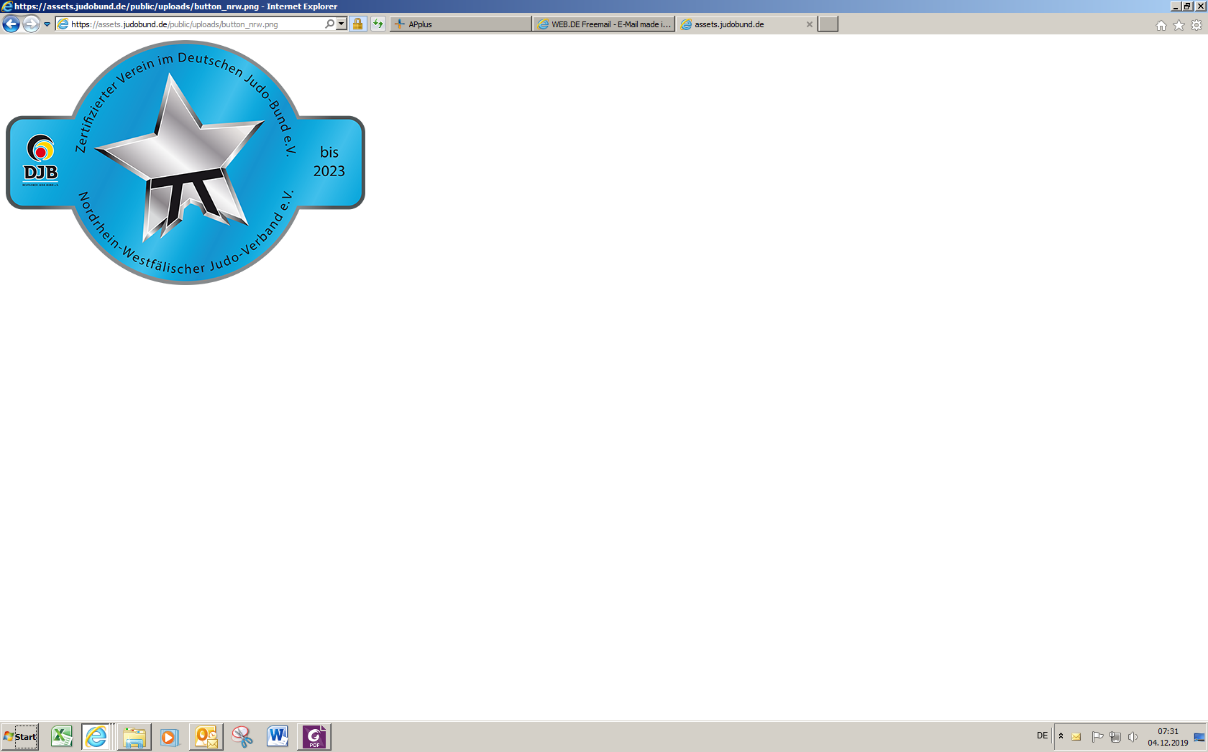 https://assets.judobund.de/public/uploads/button_nrw.png - Internet Explorer
https://assets.judobund.de/public/uploads/button_nrw.png
APplus
WEB.DE Freemail - E-Mail made i...
assets.judobund.de
Zertifizierter Verein im Deutschen Judo-Bund e.V.
DJB
bis
2023
Nordrhein-Westfälischer Judo-Verband e.V.
Start
PDF
DE
07:31
04.12.2019